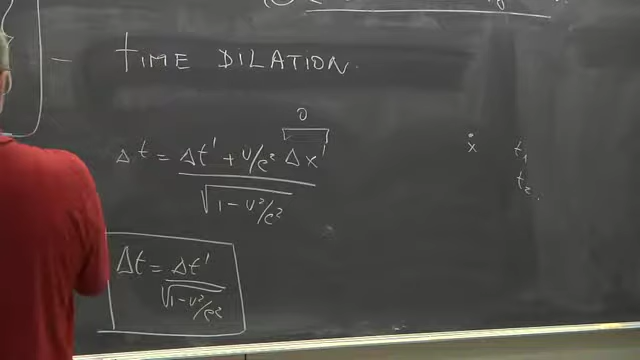 — TIME DILATION.
0
Δt = Δt' + v/c² Δx'
√1 - v²/c²
x t₁
t₂.
Δt = Δt'
√1 - v²/c²